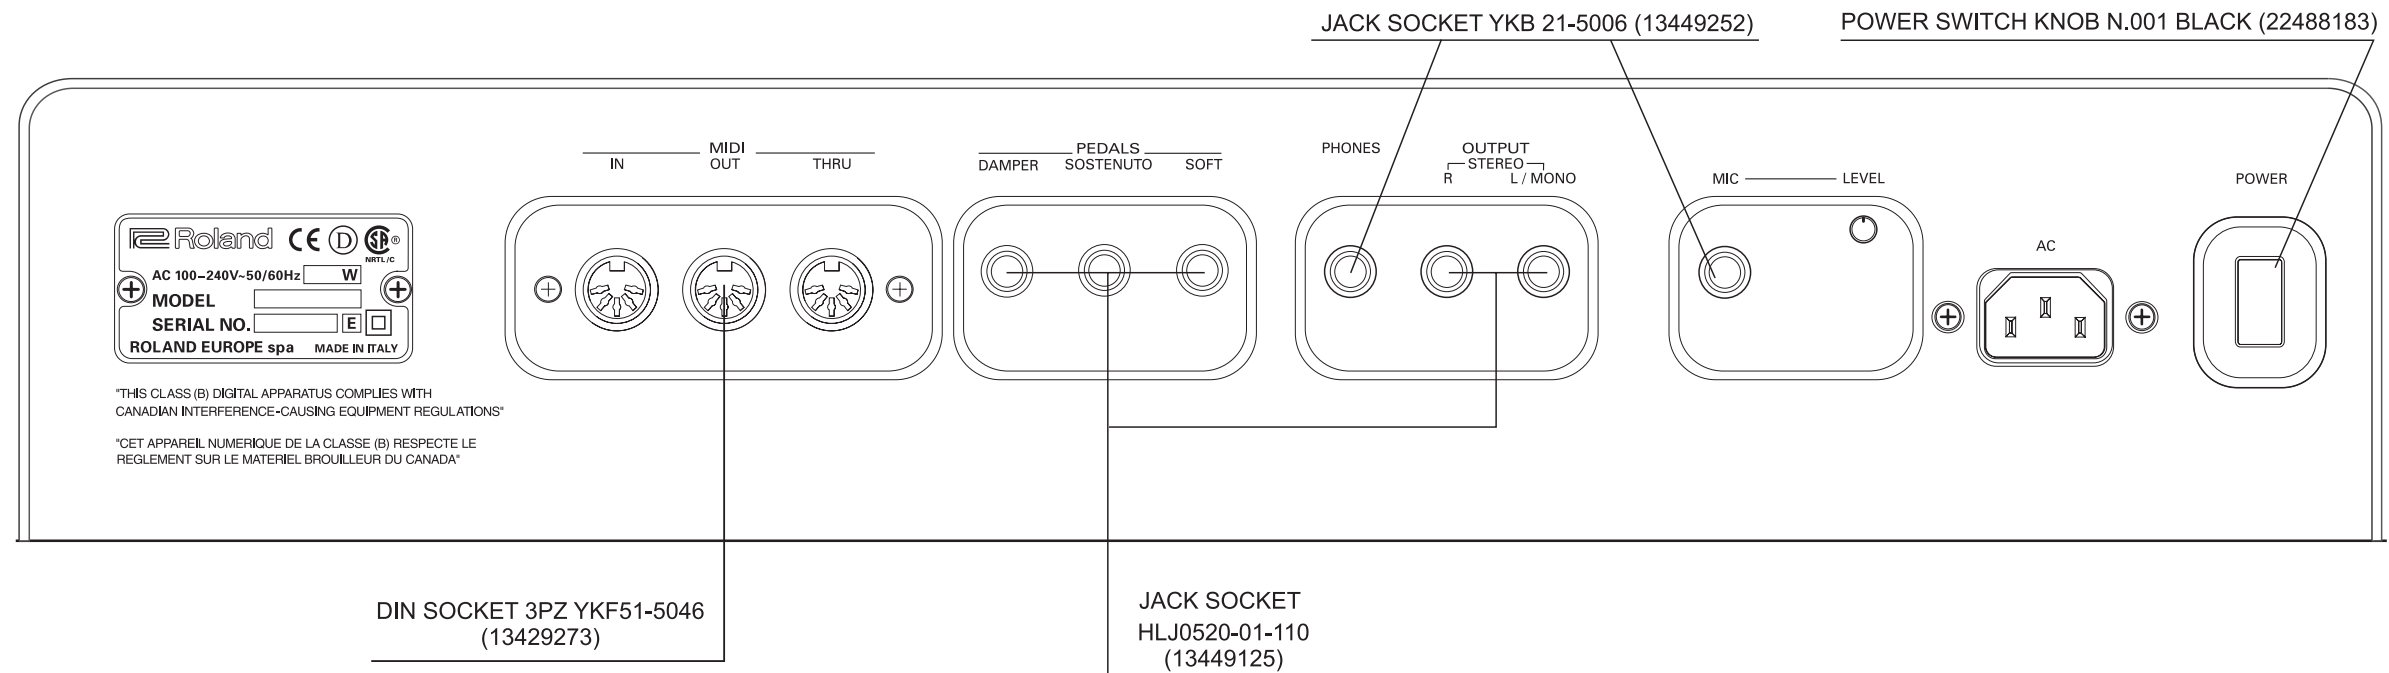 JACK SOCKET YKB 21-5006 (13449252)
POWER SWITCH KNOB N.001 BLACK (22488183)
MIDI
IN OUT THRU
PEDALS
DAMPER SOSTENUTO SOFT
PHONES
OUTPUT
STEREO
R L / MONO
MIC LEVEL
POWER
AC
Roland CE D SA ®
NRTL/C
AC 100–240V~50/60Hz W
MODEL
SERIAL NO. E
ROLAND EUROPE spa MADE IN ITALY
"THIS CLASS (B) DIGITAL APPARATUS COMPLIES WITH
CANADIAN INTERFERENCE-CAUSING EQUIPMENT REGULATIONS"
"CET APPAREIL NUMERIQUE DE LA CLASSE (B) RESPECTE LE
REGLEMENT SUR LE MATERIEL BROUILLEUR DU CANADA"
DIN SOCKET 3PZ YKF51-5046
(13429273)
JACK SOCKET
HLJ0520-01-110
(13449125)